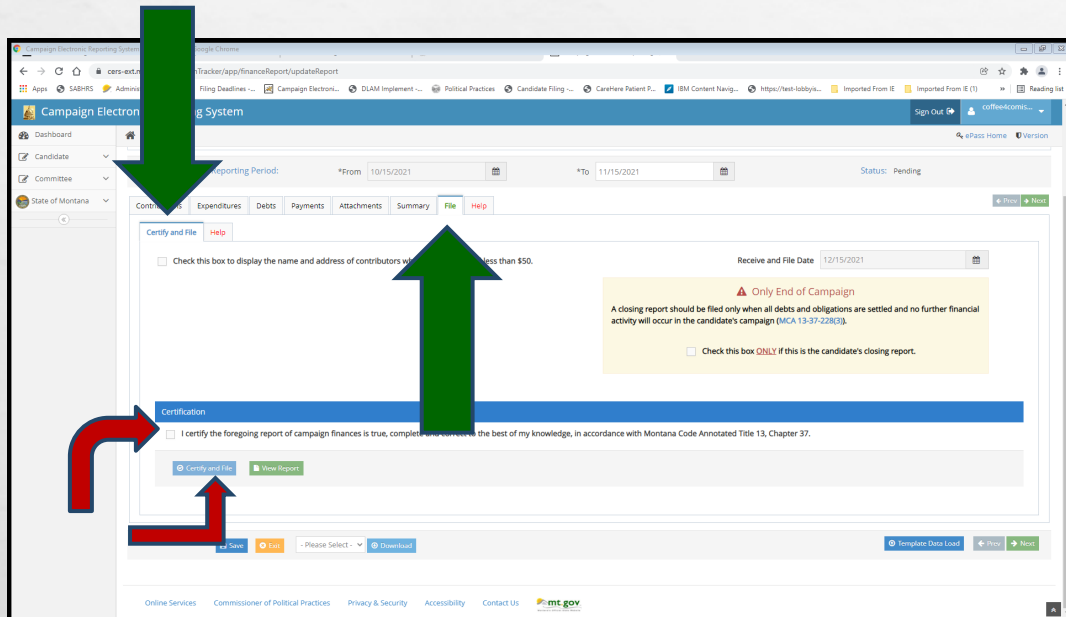 Campaign Electronic Reporting System Google Chrome
cers-ext.m nTracker/app/financeReport/updateReport
Apps SABHRS Adminis Filing Deadlines -... Campaign Electroni... DLAM Implement -... Political Practices Candidate Filing -... CareHere Patient P... IBM Content Navig... https://test-lobbyis... Imported From IE Imported From IE (1) » Reading list
Campaign Elect g System Sign Out coffee4comis...
Dashboard ePass Home Version
Candidate
Committee Reporting Period: *From 10/15/2021 *To 11/15/2021 Status: Pending
State of Montana
Contributions Expenditures Debts Payments Attachments Summary File Help Prev Next
Certify and File Help
Check this box to display the name and address of contributors less than $50. Receive and File Date 12/15/2021
Only End of Campaign
A closing report should be filed only when all debts and obligations are settled and no further financial
activity will occur in the candidate's campaign (MCA 13-37-228(3)).
Check this box ONLY if this is the candidate's closing report.
Certification
I certify the foregoing report of campaign finances is true, complete and correct to the best of my knowledge, in accordance with Montana Code Annotated Title 13, Chapter 37.
Certify and File View Report
Save Exit - Please Select - Download Template Data Load Prev Next
Online Services Commissioner of Political Practices Privacy & Security Accessibility Contact Us mt.gov